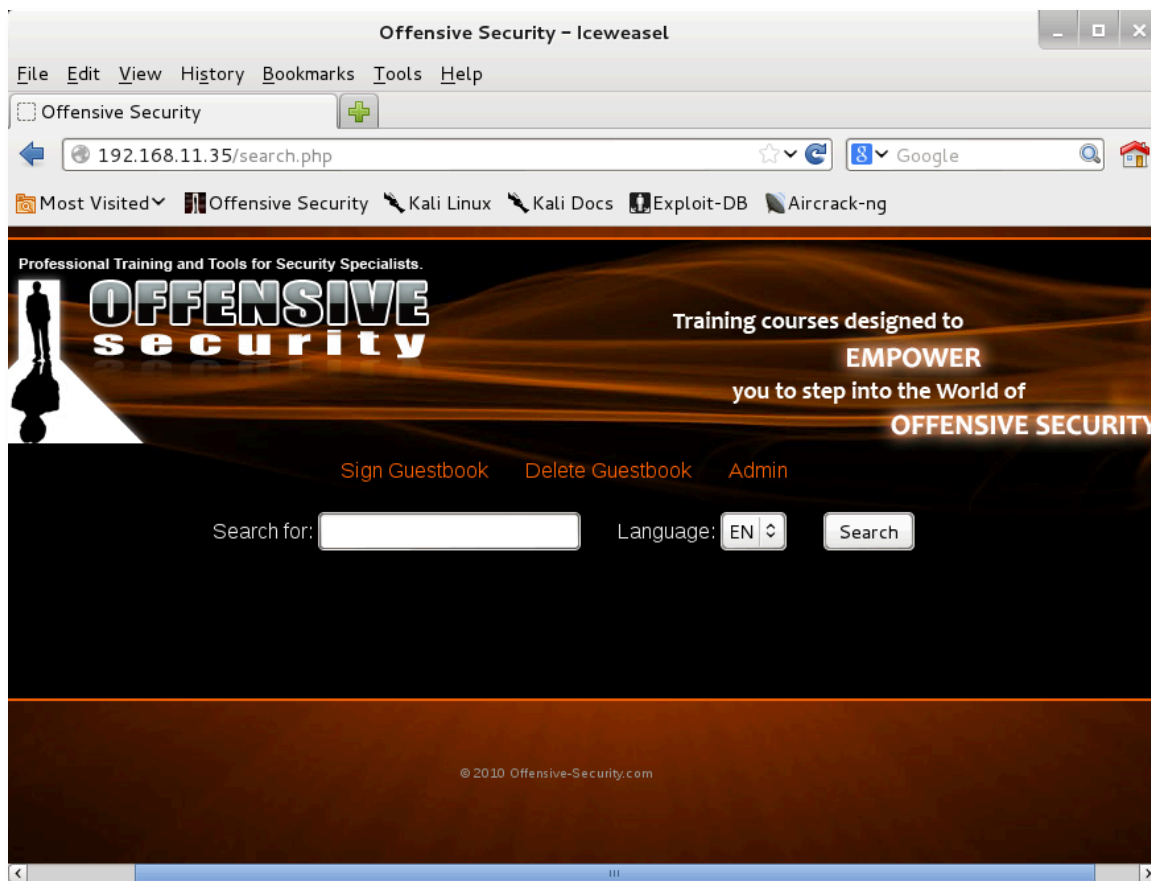 Offensive Security - Iceweasel
File Edit View History Bookmarks Tools Help
Offensive Security
192.168.11.35/search.php
Google
Most Visited Offensive Security Kali Linux Kali Docs Exploit-DB Aircrack-ng
Professional Training and Tools for Security Specialists.
OFFENSIVE
security
Training courses designed to
EMPOWER
you to step into the World of
OFFENSIVE SECURITY
Sign Guestbook Delete Guestbook Admin
Search for: Language: EN Search
© 2010 Offensive-Security.com